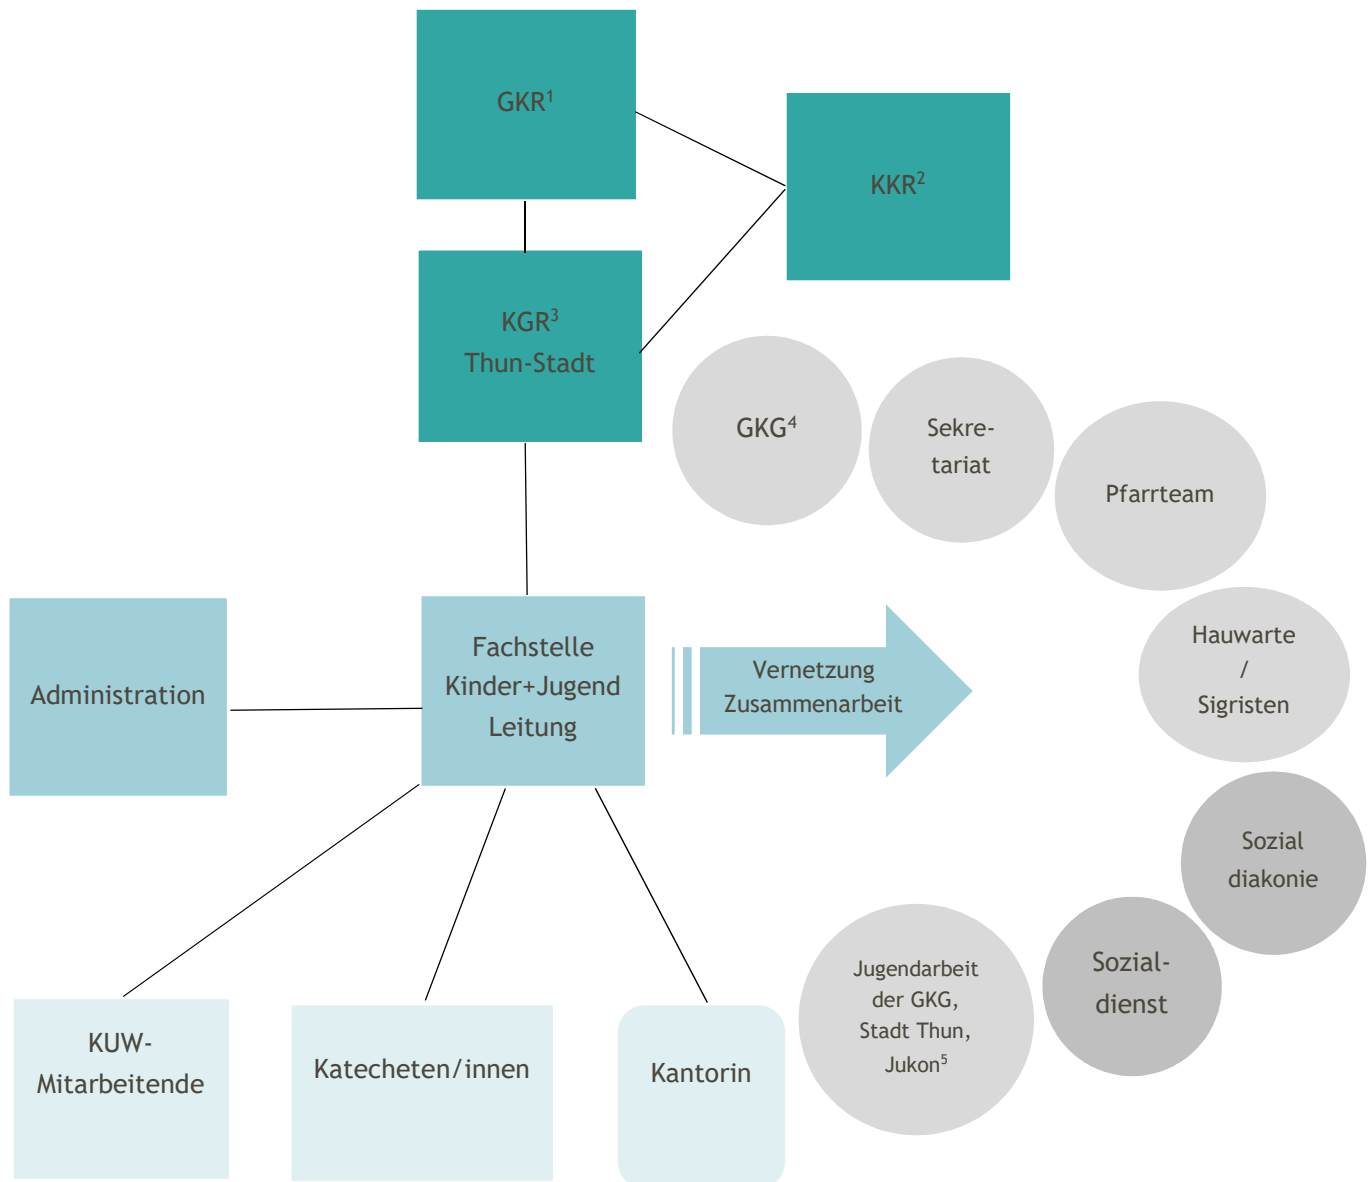 GKR¹
KKR²
KGR³
Thun-Stadt
GKG⁴
Sekre-
tariat
Pfarrteam
Hauwarte
/
Sigristen
Administration
Fachstelle
Kinder+Jugend
Leitung
Vernetzung
Zusammenarbeit
Sozial
diakonie
Sozial-
dienst
Jugendarbeit
der GKG,
Stadt Thun,
Jukon⁵
KUW-
Mitarbeitende
Katecheten/innen
Kantorin